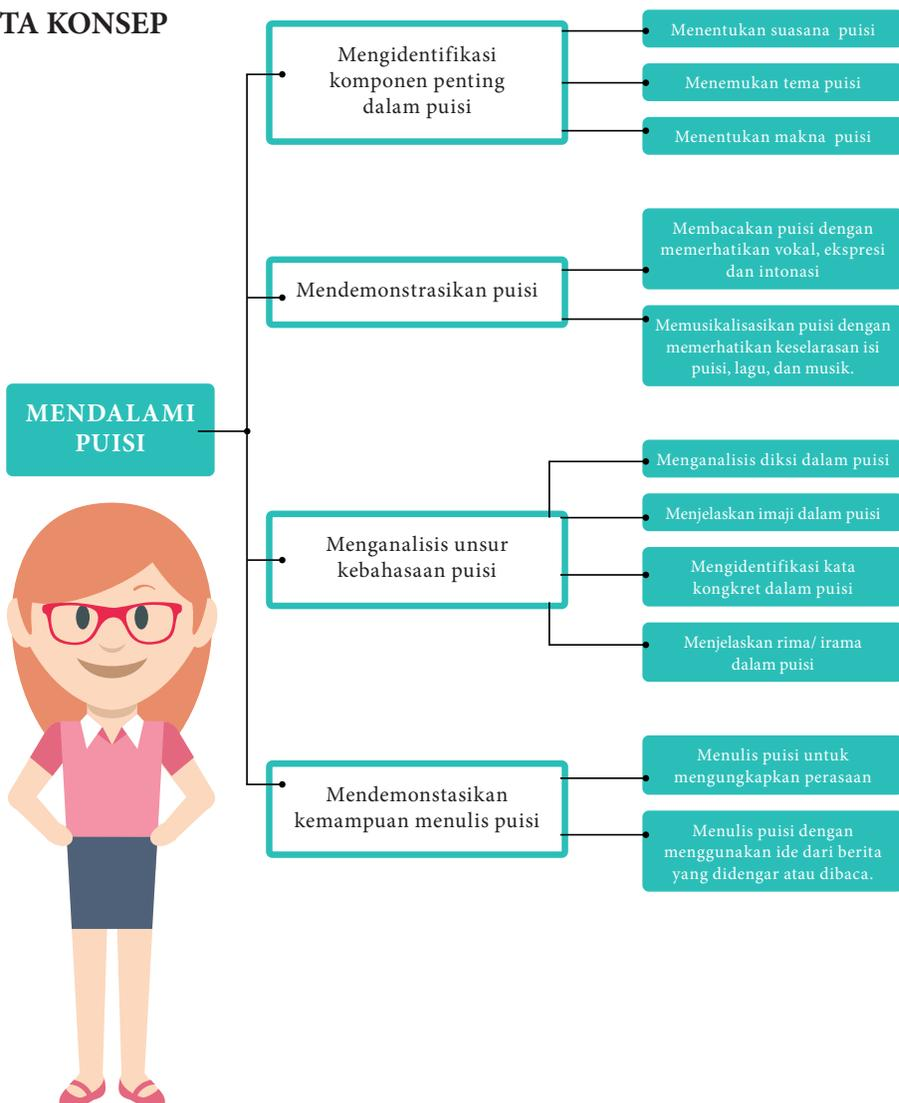 TA KONSEP
MENDALAMI
PUISI
Mengidentifikasi
komponen penting
dalam puisi
Menentukan suasana puisi
Menemukan tema puisi
Menentukan makna puisi
Mendemonstrasikan puisi
Membacakan puisi dengan
memerhatikan vokal, ekspresi
dan intonasi
Memusikalisasikan puisi dengan
memerhatikan keselarasan isi
puisi, lagu, dan musik.
Menganalisis unsur
kebahasaan puisi
Menganalisis diksi dalam puisi
Menjelaskan imaji dalam puisi
Mengidentifikasi kata
kongkret dalam puisi
Menjelaskan rima/ irama
dalam puisi
Mendemonstasikan
kemampuan menulis puisi
Menulis puisi untuk
mengungkapkan perasaan
Menulis puisi dengan
menggunakan ide dari berita
yang didengar atau dibaca.